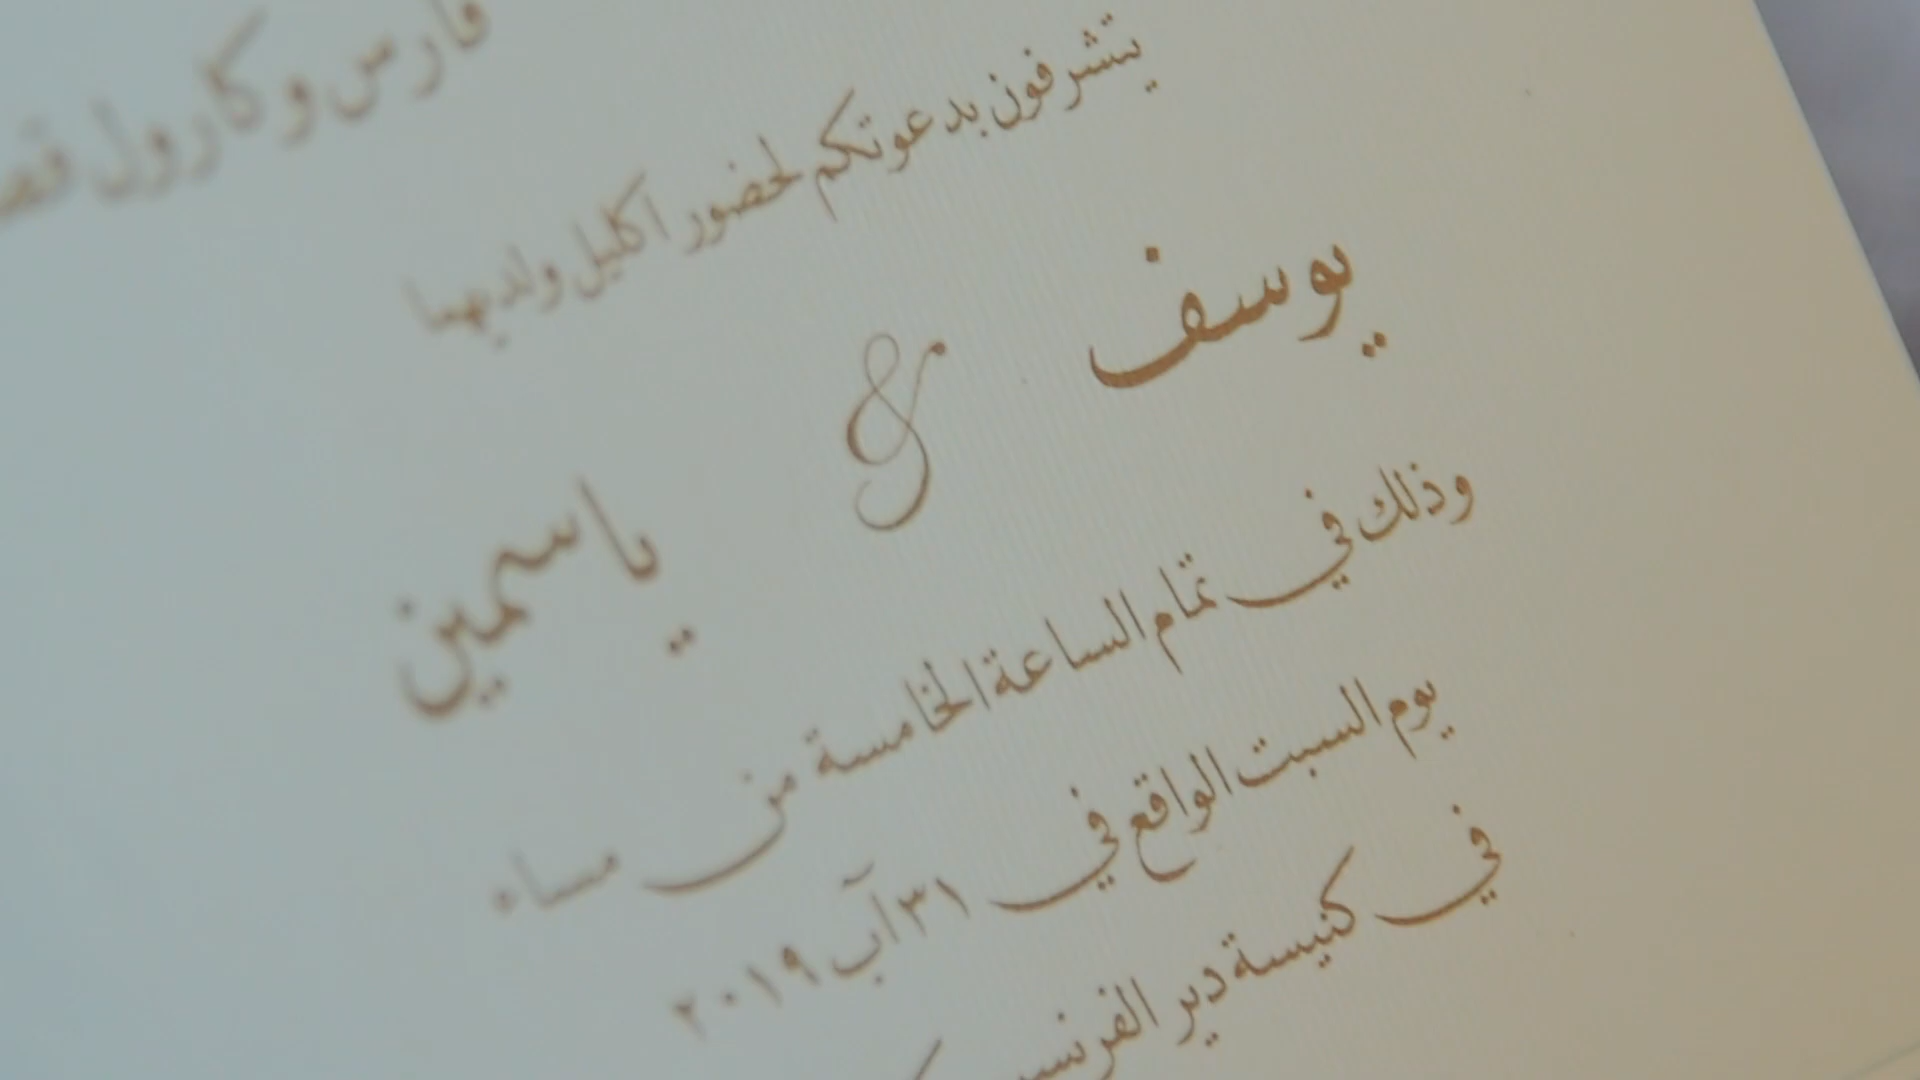 فارس وكارول
يتشرفون بدعوتكم لحضور اكليل ولديهما
يوسف & ياسمين
وذلك في تمام الساعة الخامسة من مساء
يوم السبت الواقع في ٣١ آب ٢٠١٩
في كنيسة دير